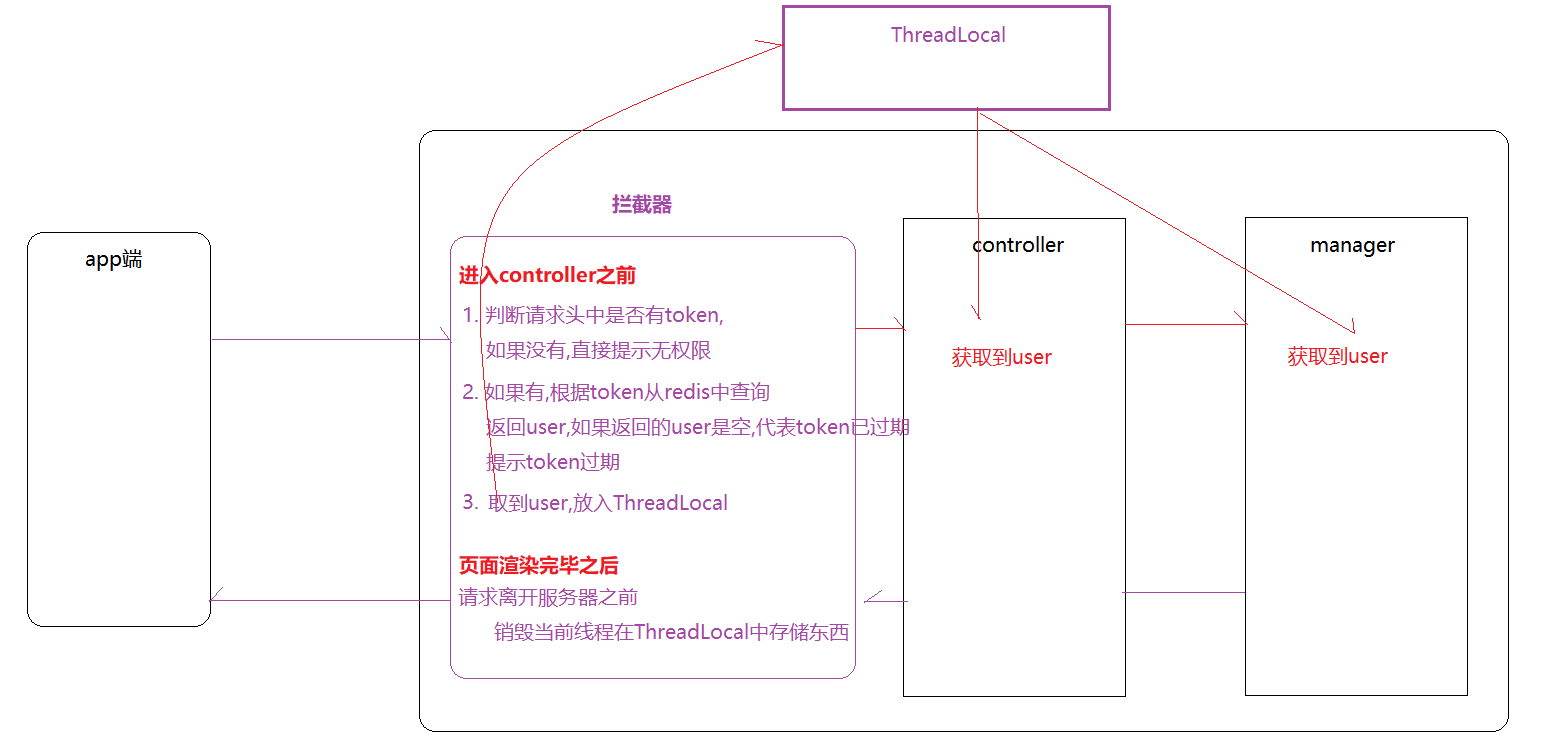 ThreadLocal
拦截器
app端
进入controller之前
1. 判断请求头中是否有token,
如果没有,直接提示无权限
2. 如果有,根据token从redis中查询
返回user,如果返回的user是空,代表token已过期
提示token过期
3. 取到user,放入ThreadLocal
页面渲染完毕之后
请求离开服务器之前
销毁当前线程在ThreadLocal中存储东西
controller
获取到user
manager
获取到user